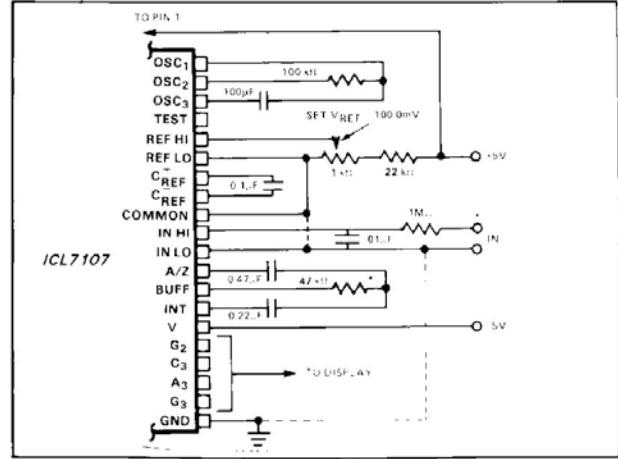 TO PIN 1
OSC1
OSC2
OSC3
TEST
REF HI
REF LO
C+REF
C-REF
COMMON
IN HI
IN LO
A/Z
BUFF
INT
V
G2
C3
A3
G3
GND
ICL7107
100 kΩ
100µF
SET VREF
100.0mV
1 kΩ
22 kΩ
+5V
0.1µF
1M
.01µF
IN
0.47µF
47 kΩ
0.22µF
5V
TO DISPLAY